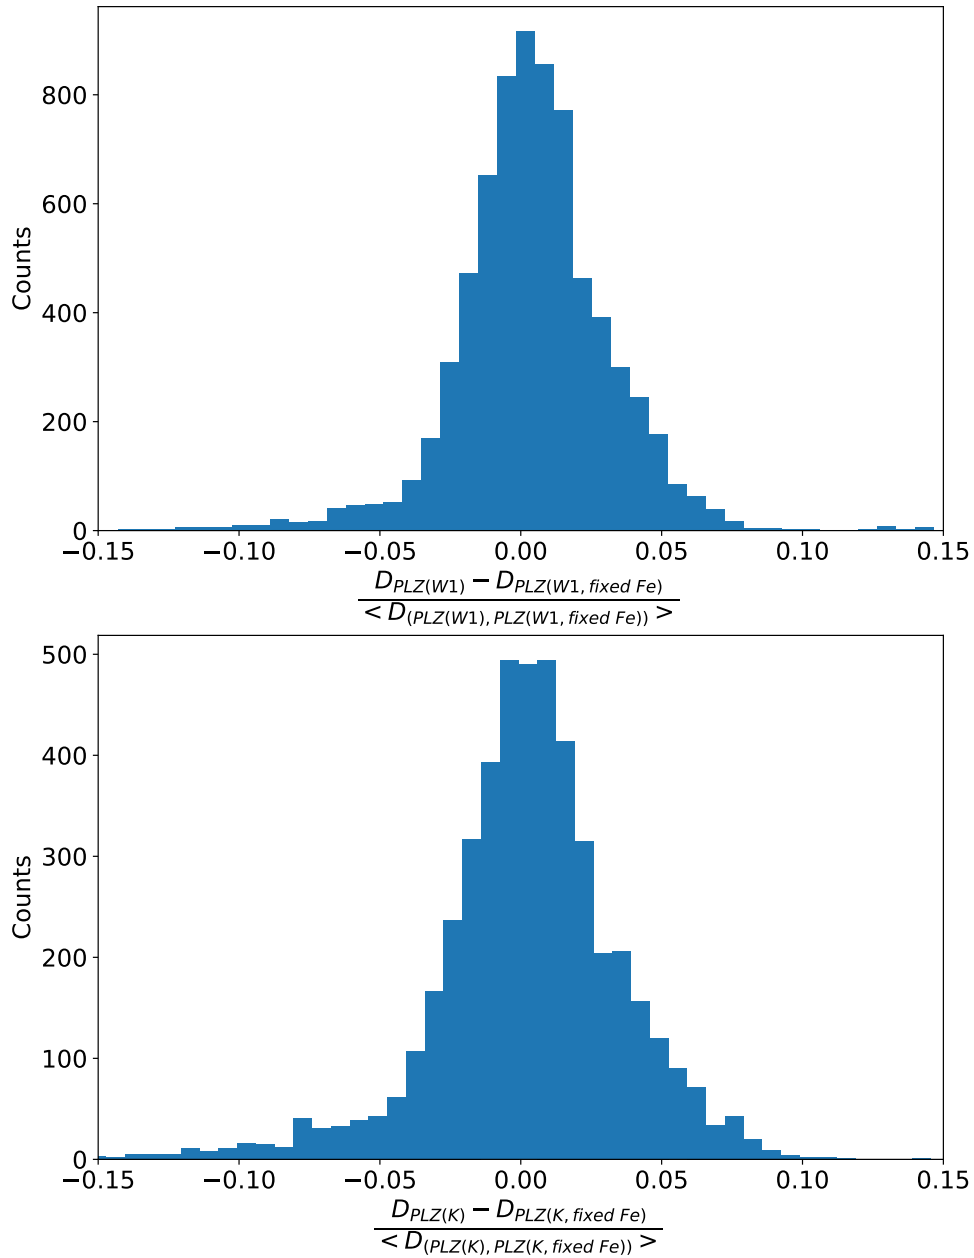 800
600
400
200
0
Counts
−0.15 −0.10 −0.05 0.00 0.05 0.10 0.15
D_{PLZ(W1)} − D_{PLZ(W1, fixed Fe)}
< D_{(PLZ(W1), PLZ(W1, fixed Fe))} >
500
400
300
200
100
0
Counts
−0.15 −0.10 −0.05 0.00 0.05 0.10 0.15
D_{PLZ(K)} − D_{PLZ(K, fixed Fe)}
< D_{(PLZ(K), PLZ(K, fixed Fe))} >